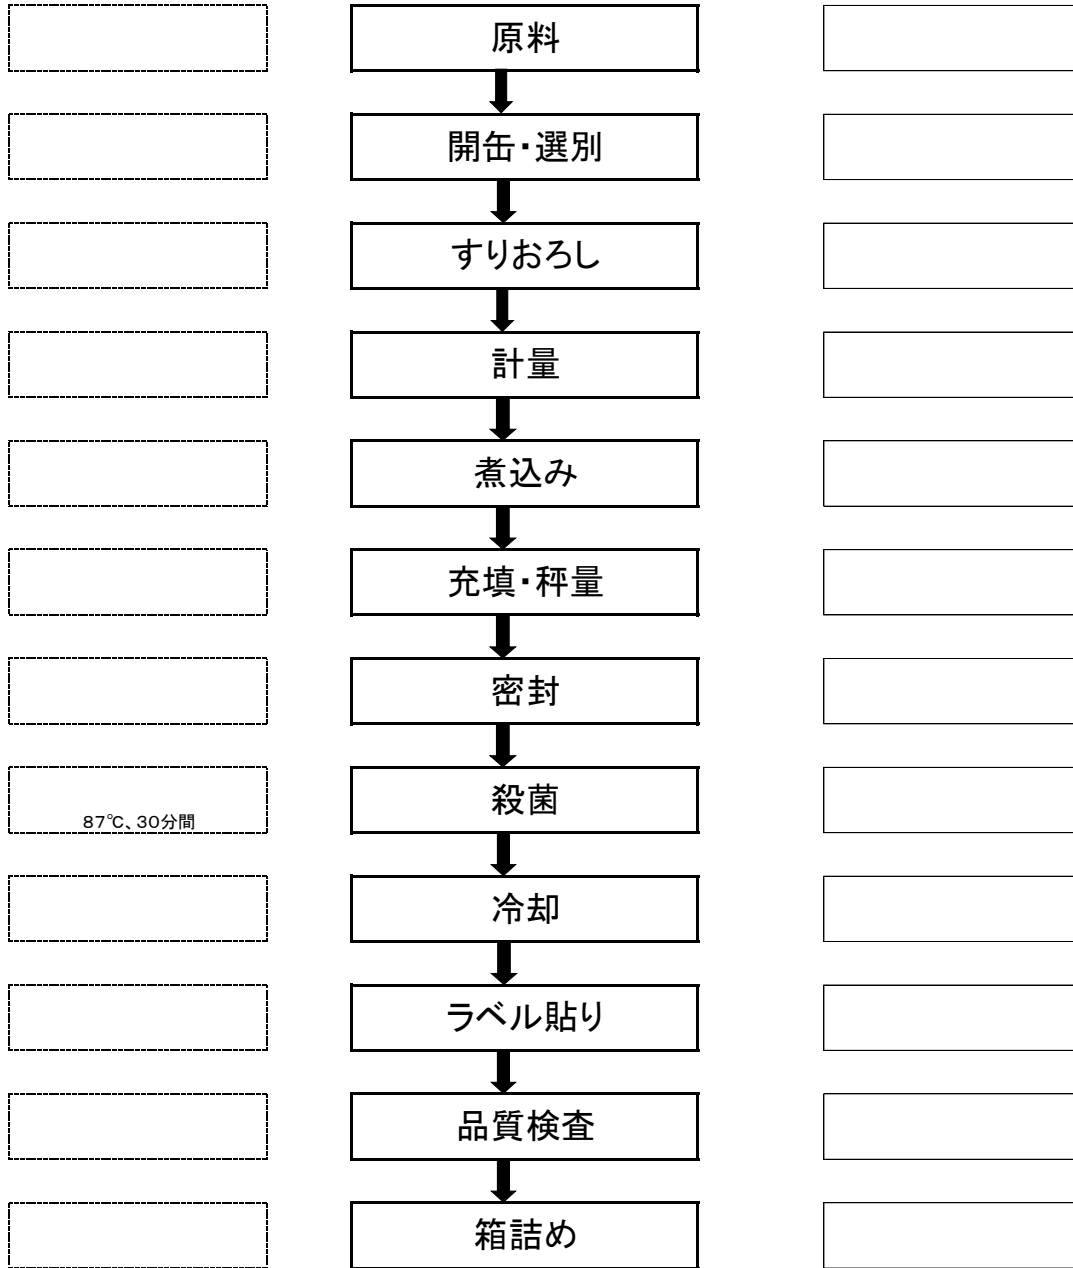 原料
開缶・選別
すりおろし
計量
煮込み
充填・秤量
密封
殺菌
87℃、30分間
冷却
ラベル貼り
品質検査
箱詰め